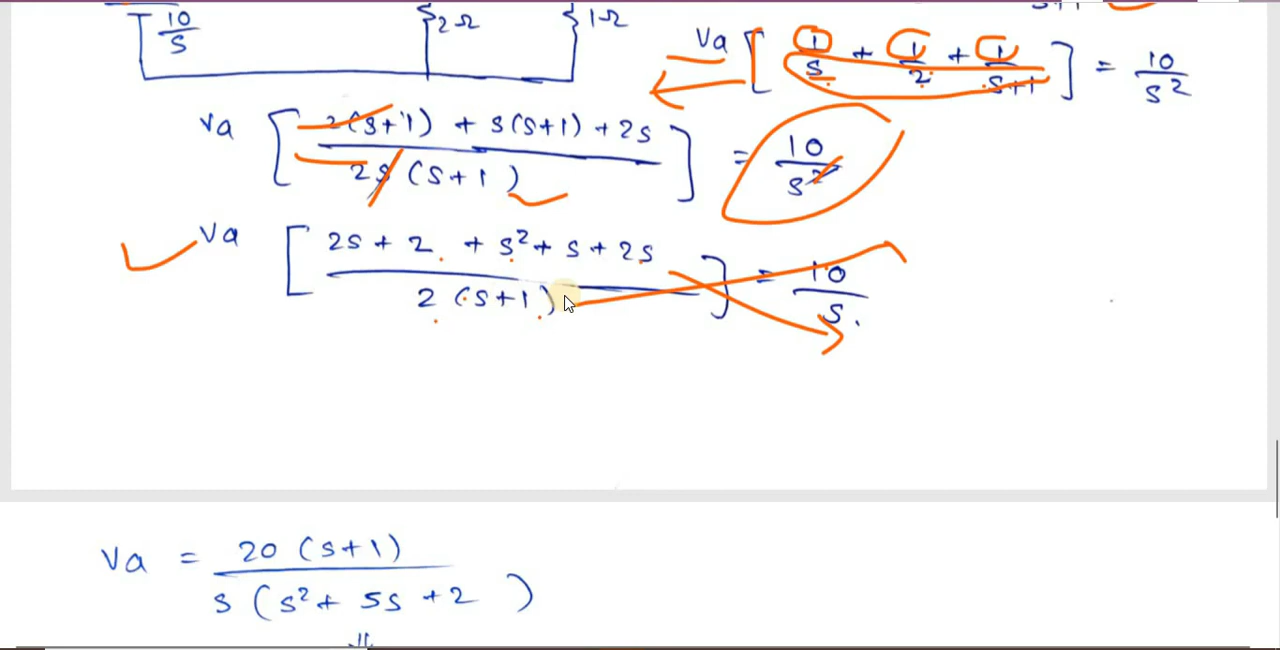 10/s 2Ω 1Ω
Va [ 1/s + 1/2 + 1/s+1 ] = 10/s²
Va [ 2(s+1) + s(s+1) + 2s / 2s (s+1) ] = 10/s²
Va [ 2s + 2 + s² + s + 2s / 2 (s+1) ] = 10/s
Va = 20 (s+1) / s (s² + 5s + 2 )